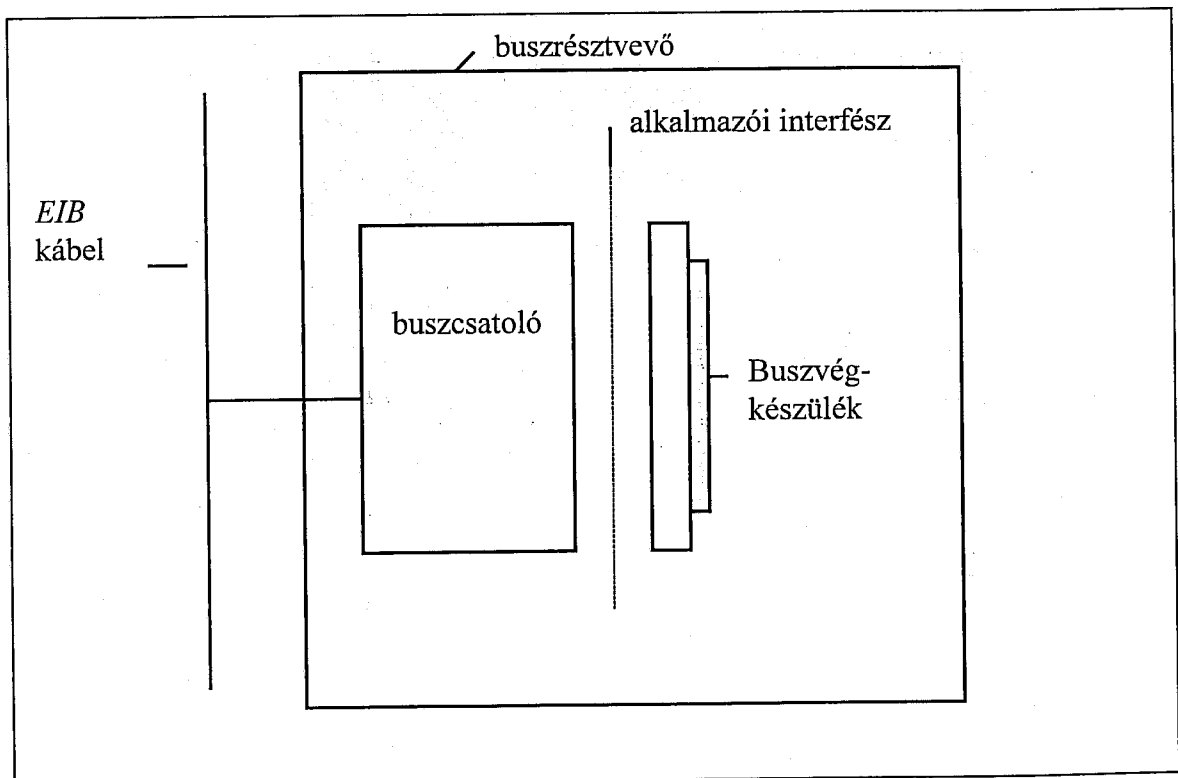 buszrésztvevő
alkalmazói interfész
EIB
kábel
buszcsatoló
Buszvég-
készülék